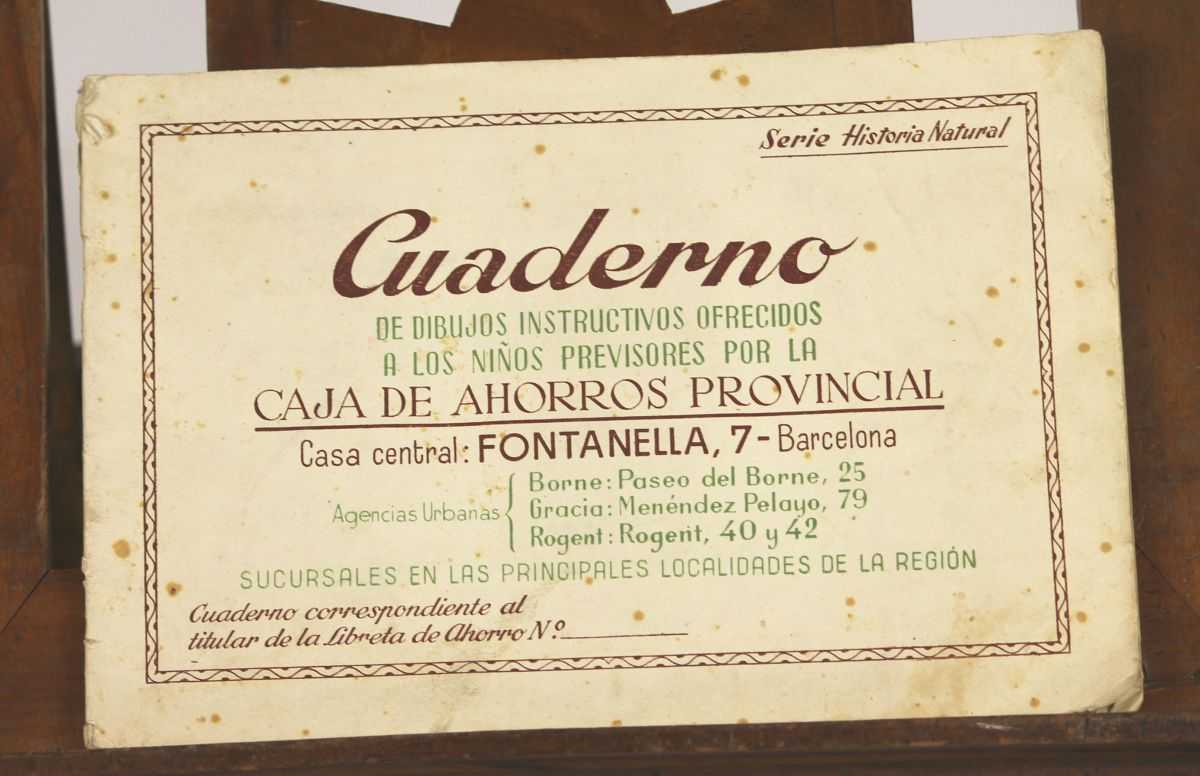 Serie Historia Natural
Cuaderno
DE DIBUJOS INSTRUCTIVOS OFRECIDOS
A LOS NIÑOS PREVISORES POR LA
CAJA DE AHORROS PROVINCIAL
Casa central: FONTANELLA, 7 - Barcelona
Agencias Urbanas
Borne: Paseo del Borne, 25
Gracia: Menéndez Pelayo, 79
Rogent: Rogent, 40 y 42
SUCURSALES EN LAS PRINCIPALES LOCALIDADES DE LA REGIÓN
Cuaderno correspondiente al
titular de la Libreta de Ahorro Nº